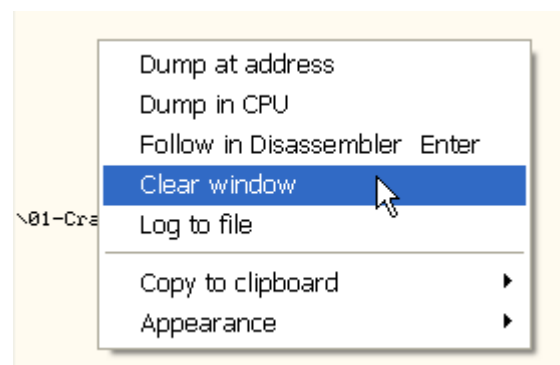 Dump at address
Dump in CPU
Follow in Disassembler Enter
Clear window
\01-Cra
Log to file
Copy to clipboard
Appearance